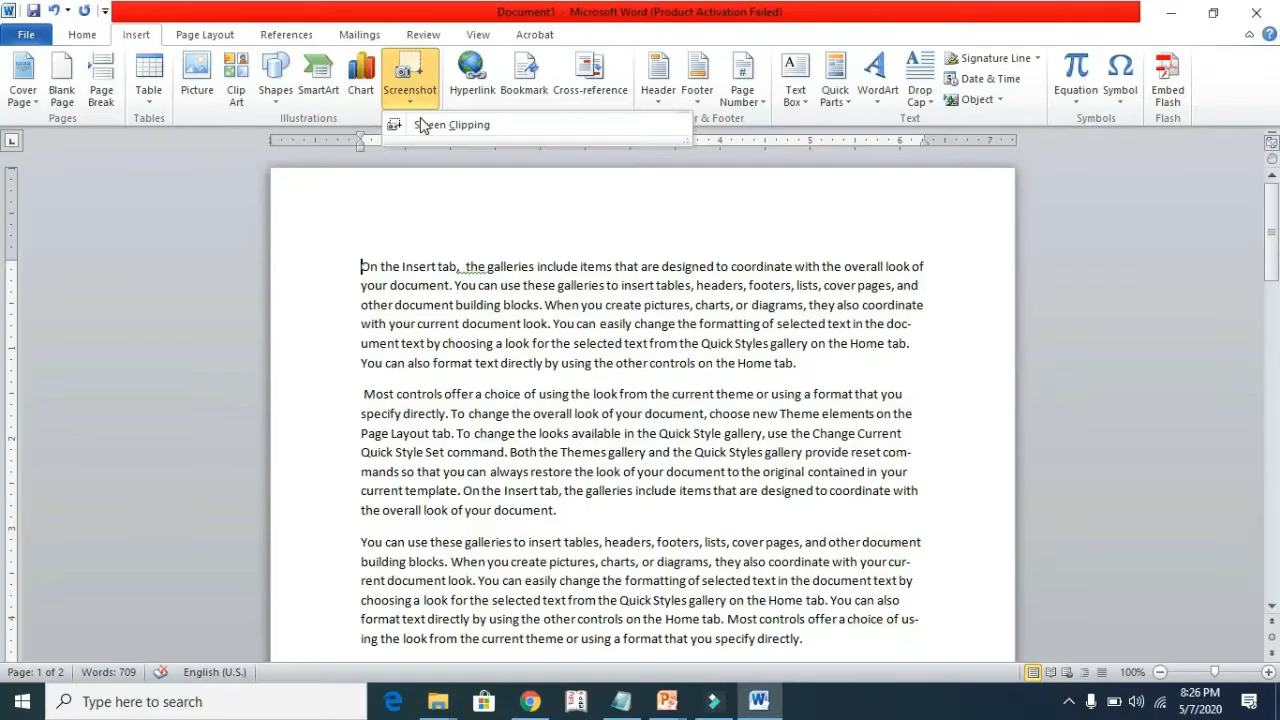 Document1 - Microsoft Word (Product Activation Failed)
File Home Insert Page Layout References Mailings Review View Acrobat
Cover Page
Blank Page
Page Break
Table
Picture
Clip Art
Shapes
SmartArt
Chart
Screenshot
Hyperlink
Bookmark
Cross-reference
Header
Footer
Page Number
Text Box
Quick Parts
WordArt
Drop Cap
Signature Line
Date & Time
Object
Equation
Symbol
Embed Flash
Pages Tables Illustrations r & Footer Text Symbols Flash
Screen Clipping
4 5 6 7
On the Insert tab, the galleries include items that are designed to coordinate with the overall look of
your document. You can use these galleries to insert tables, headers, footers, lists, cover pages, and
other document building blocks. When you create pictures, charts, or diagrams, they also coordinate
with your current document look. You can easily change the formatting of selected text in the doc-
ument text by choosing a look for the selected text from the Quick Styles gallery on the Home tab.
You can also format text directly by using the other controls on the Home tab.
Most controls offer a choice of using the look from the current theme or using a format that you
specify directly. To change the overall look of your document, choose new Theme elements on the
Page Layout tab. To change the looks available in the Quick Style gallery, use the Change Current
Quick Style Set command. Both the Themes gallery and the Quick Styles gallery provide reset com-
mands so that you can always restore the look of your document to the original contained in your
current template. On the Insert tab, the galleries include items that are designed to coordinate with
the overall look of your document.
You can use these galleries to insert tables, headers, footers, lists, cover pages, and other document
building blocks. When you create pictures, charts, or diagrams, they also coordinate with your cur-
rent document look. You can easily change the formatting of selected text in the document text by
choosing a look for the selected text from the Quick Styles gallery on the Home tab. You can also
format text directly by using the other controls on the Home tab. Most controls offer a choice of us-
ing the look from the current theme or using a format that you specify directly.
Page: 1 of 2 Words: 709 English (U.S.) 100%
Type here to search
8:26 PM
5/7/2020